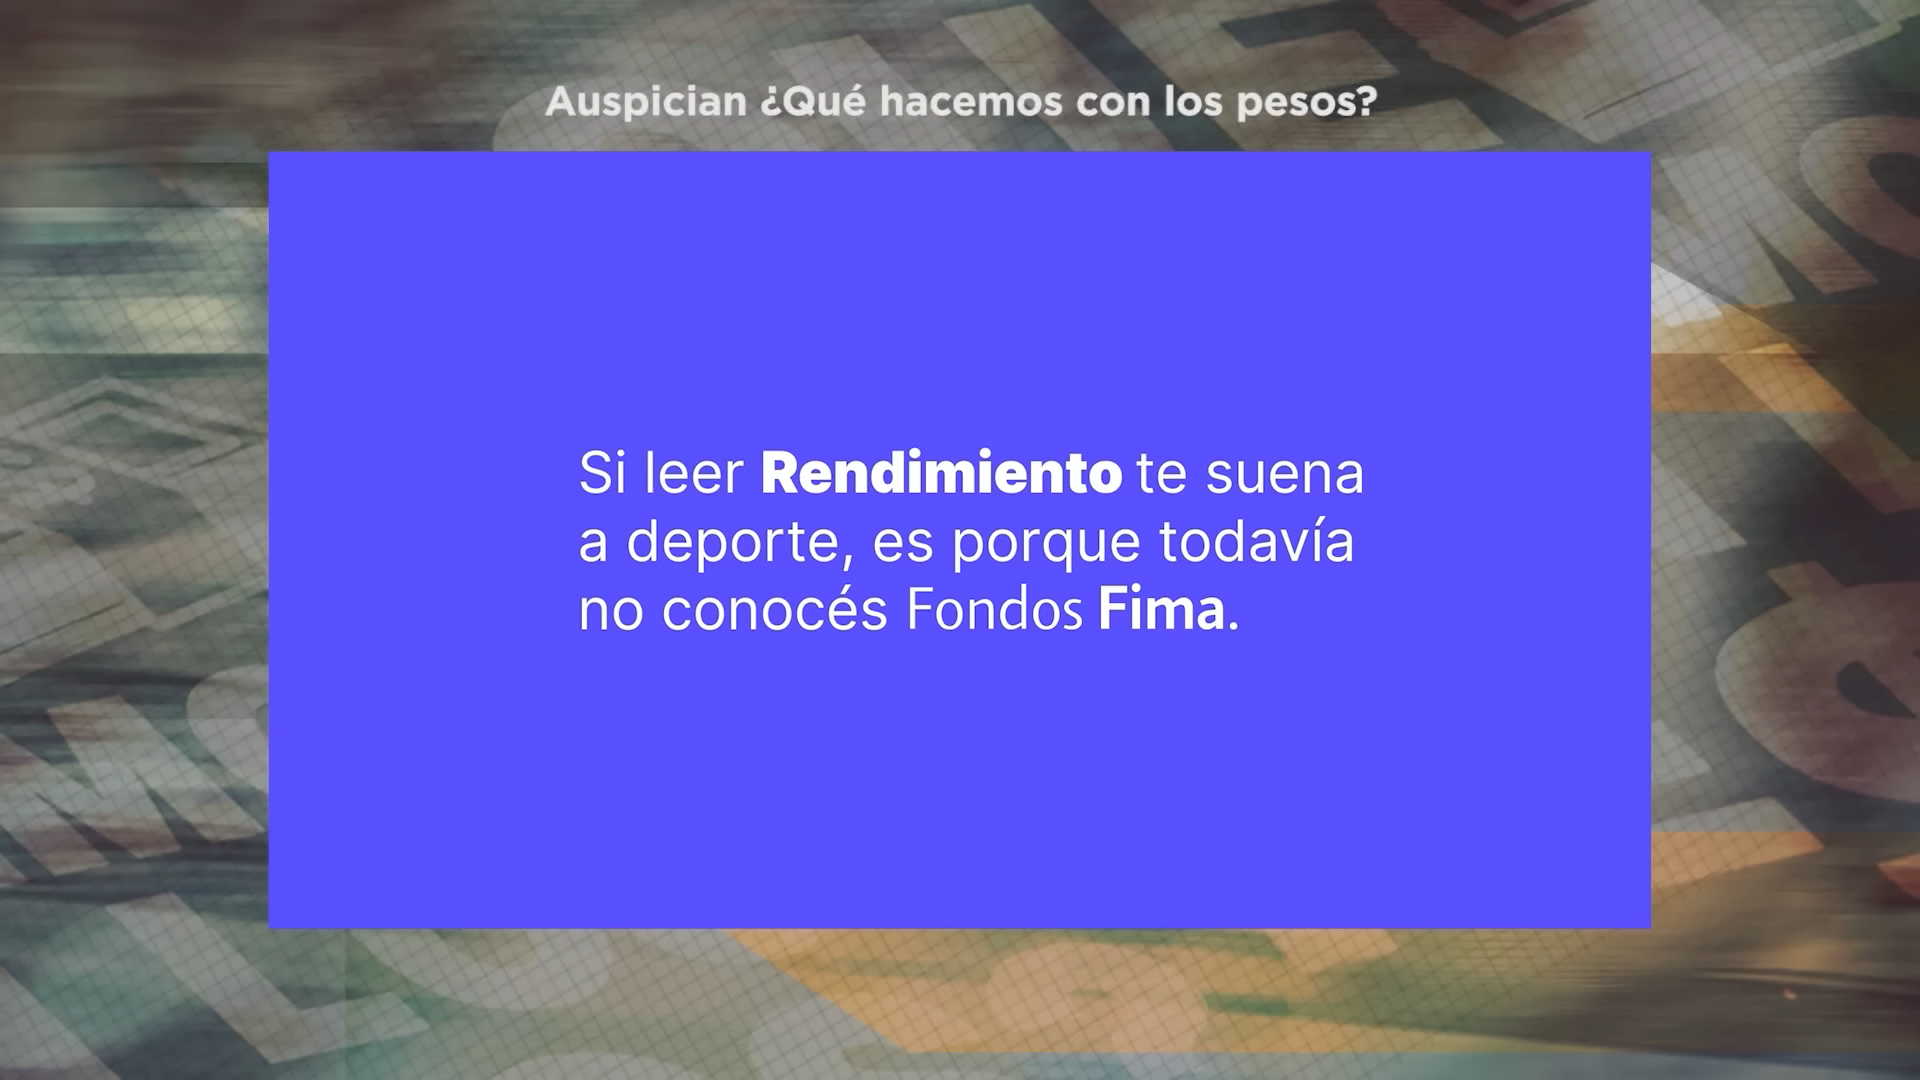 Auspician ¿Qué hacemos con los pesos?
Si leer Rendimiento te suena
a deporte, es porque todavía
no conocés Fondos Fima.